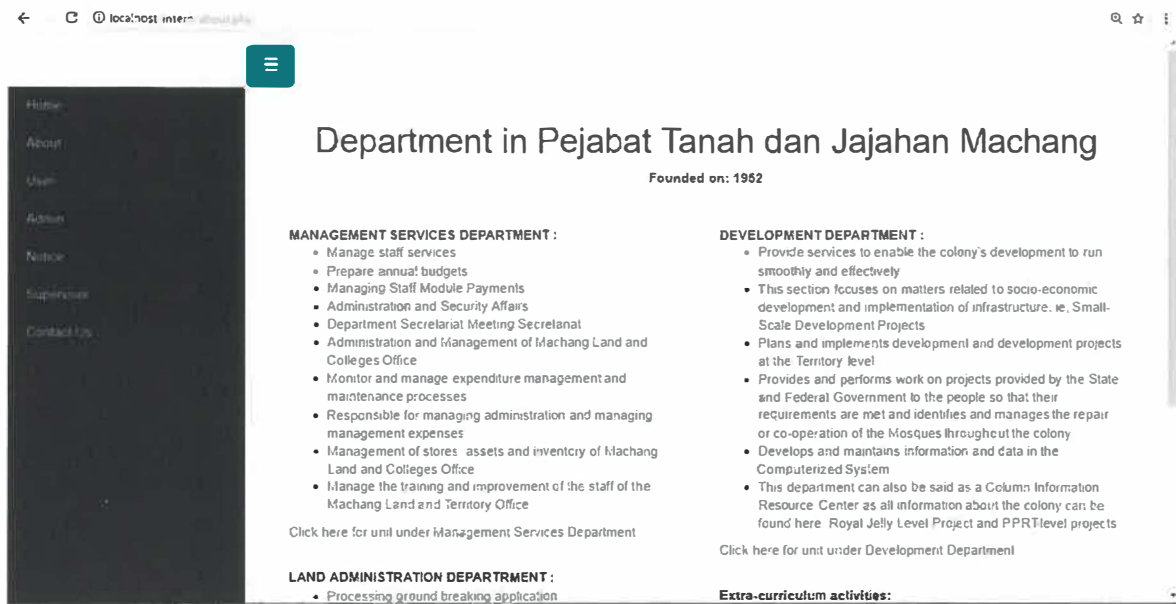 localhost intern about.php
Home
About
User
Admin
Notice
Supervisor
Contact Us
Department in Pejabat Tanah dan Jajahan Machang
Founded on: 1952
MANAGEMENT SERVICES DEPARTMENT :
• Manage staff services
• Prepare annual budgets
• Managing Staff Module Payments
• Administration and Security Affairs
• Department Secretariat Meeting Secretariat
• Administration and Management of Machang Land and
Colleges Office
• Monitor and manage expenditure management and
maintenance processes
• Responsible for managing administration and managing
management expenses
• Management of stores assets and inventory of Machang
Land and Colleges Office
• Manage the training and improvement of the staff of the
Machang Land and Territory Office
Click here for unit under Management Services Department
LAND ADMINISTRATION DEPARTRMENT :
• Processing ground breaking application
DEVELOPMENT DEPARTMENT :
• Provide services to enable the colony's development to run
smoothly and effectively
• This section focuses on matters related to socio-economic
development and implementation of infrastructure. ie, Small-
Scale Development Projects
• Plans and implements development and development projects
at the Territory level
• Provides and performs work on projects provided by the State
and Federal Government to the people so that their
requirements are met and identifies and manages the repair
or co-operation of the Mosques throughout the colony
• Develops and maintains information and data in the
Computerized System
• This department can also be said as a Column Information
Resource Center as all information about the colony can be
found here Royal Jelly Level Project and PPRT level projects
Click here for unit under Development Department
Extra-curriculum activities: